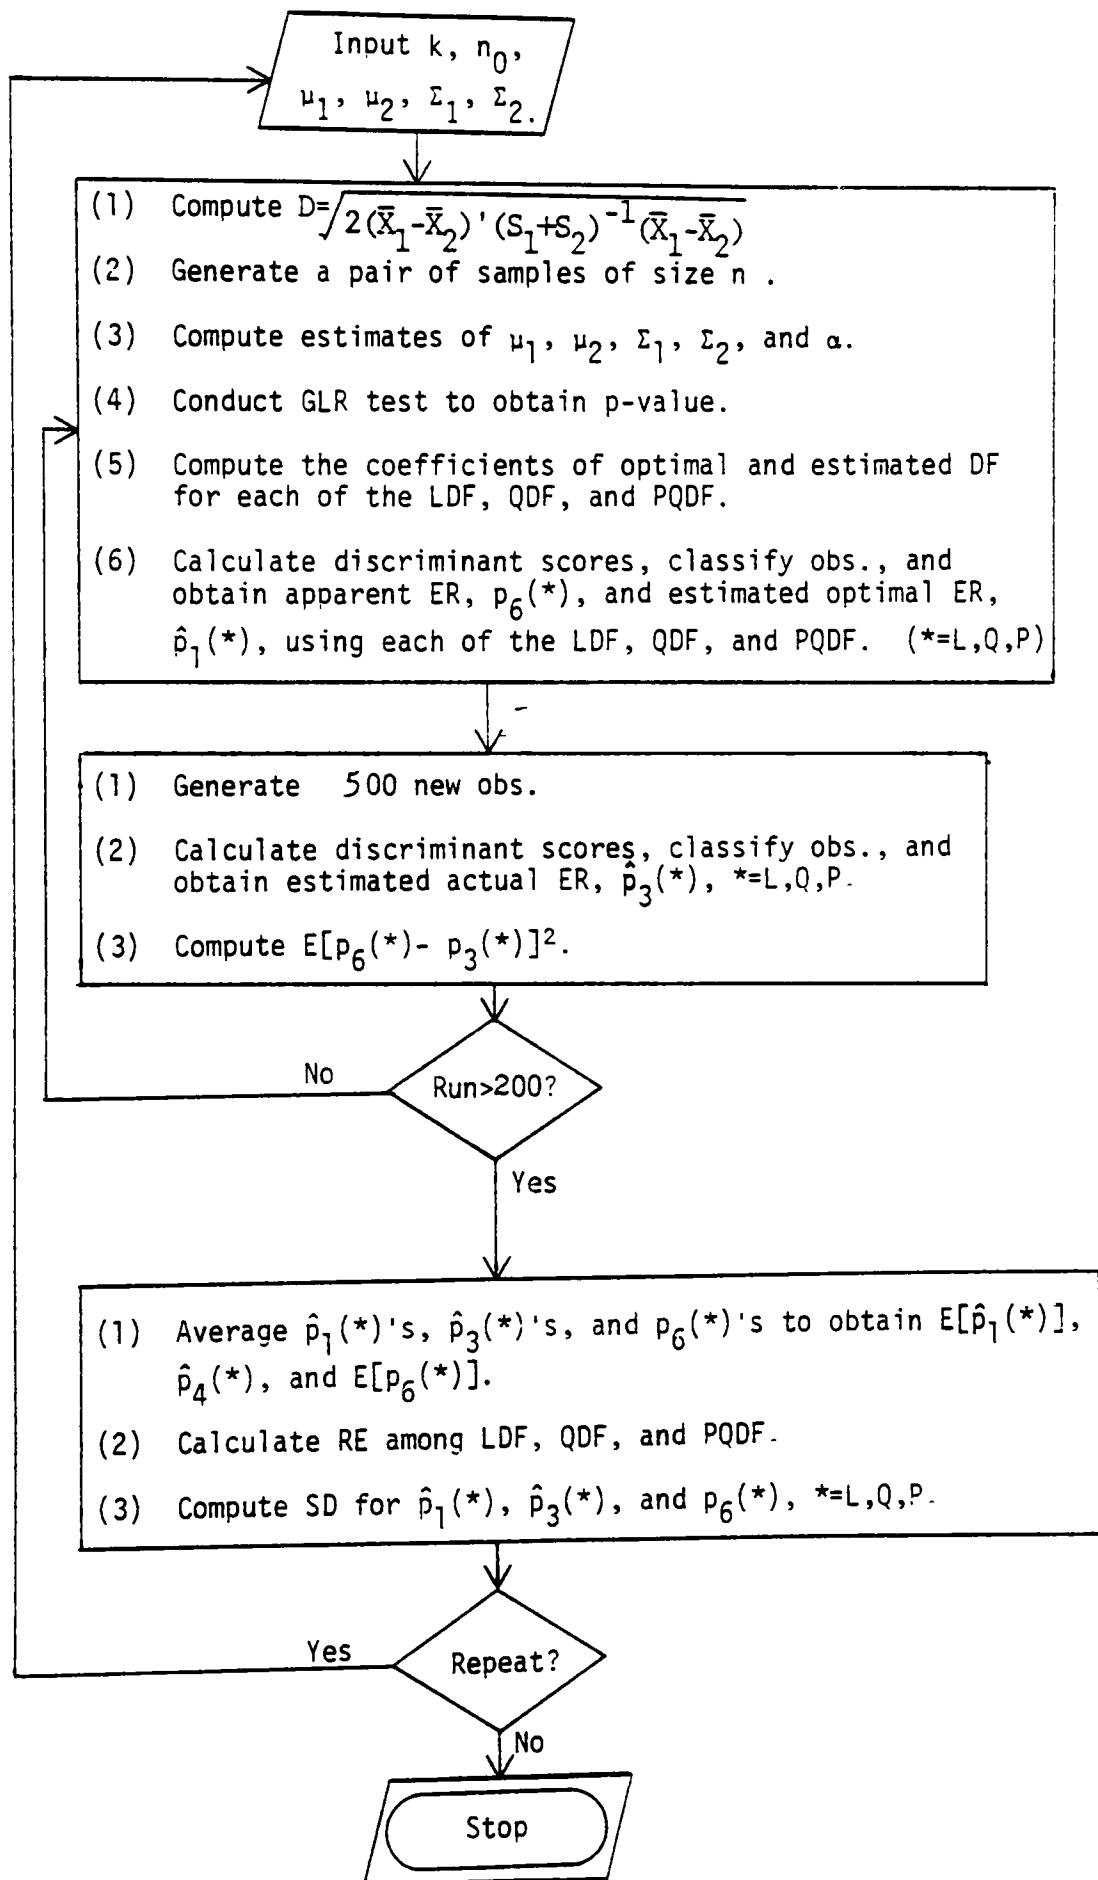 Input k, n₀,
μ₁, μ₂, Σ₁, Σ₂.
(1) Compute D=√2(X̄₁-X̄₂)'(S₁+S₂)⁻¹(X̄₁-X̄₂)
(2) Generate a pair of samples of size n .
(3) Compute estimates of μ₁, μ₂, Σ₁, Σ₂, and α.
(4) Conduct GLR test to obtain p-value.
(5) Compute the coefficients of optimal and estimated DF
for each of the LDF, QDF, and PQDF.
(6) Calculate discriminant scores, classify obs., and
obtain apparent ER, p₆(*), and estimated optimal ER,
p̂₁(*), using each of the LDF, QDF, and PQDF. (*=L,Q,P)
(1) Generate 500 new obs.
(2) Calculate discriminant scores, classify obs., and
obtain estimated actual ER, p̂₃(*), *=L,Q,P.
(3) Compute E[p₆(*)- p₃(*)]².
No
Run>200?
Yes
(1) Average p̂₁(*)'s, p̂₃(*)'s, and p₆(*)'s to obtain E[p̂₁(*)],
p̂₄(*), and E[p₆(*)].
(2) Calculate RE among LDF, QDF, and PQDF.
(3) Compute SD for p̂₁(*), p̂₃(*), and p₆(*), *=L,Q,P.
Yes
Repeat?
No
Stop